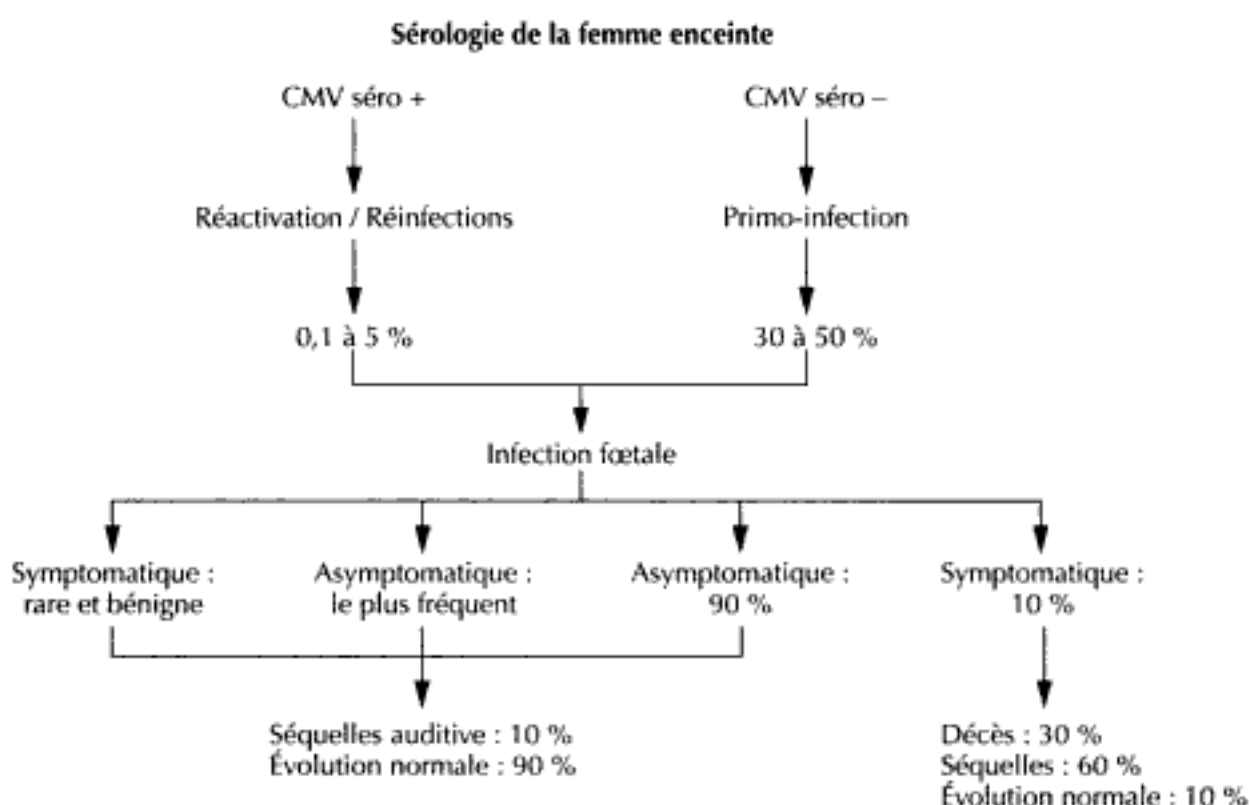 Sérologie de la femme enceinte
CMV séro +
CMV séro –
Réactivation / Réinfections
Primo-infection
0,1 à 5 %
30 à 50 %
Infection fœtale
Symptomatique :
rare et bénigne
Asymptomatique :
le plus fréquent
Asymptomatique :
90 %
Symptomatique :
10 %
Séquelles auditive : 10 %
Évolution normale : 90 %
Décès : 30 %
Séquelles : 60 %
Évolution normale : 10 %